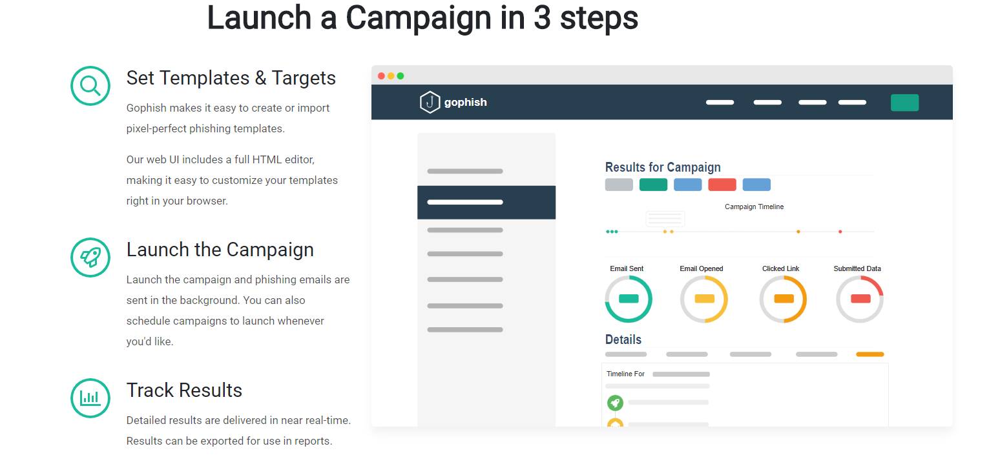 Launch a Campaign in 3 steps
Set Templates & Targets
Gophish makes it easy to create or import
pixel-perfect phishing templates.
Our web UI includes a full HTML editor,
making it easy to customize your templates
right in your browser.
Launch the Campaign
Launch the campaign and phishing emails are
sent in the background. You can also
schedule campaigns to launch whenever
you'd like.
Track Results
Detailed results are delivered in near real-time.
Results can be exported for use in reports.
gophish
Results for Campaign
Campaign Timeline
Email Sent
Email Opened
Clicked Link
Submitted Data
Details
Timeline For